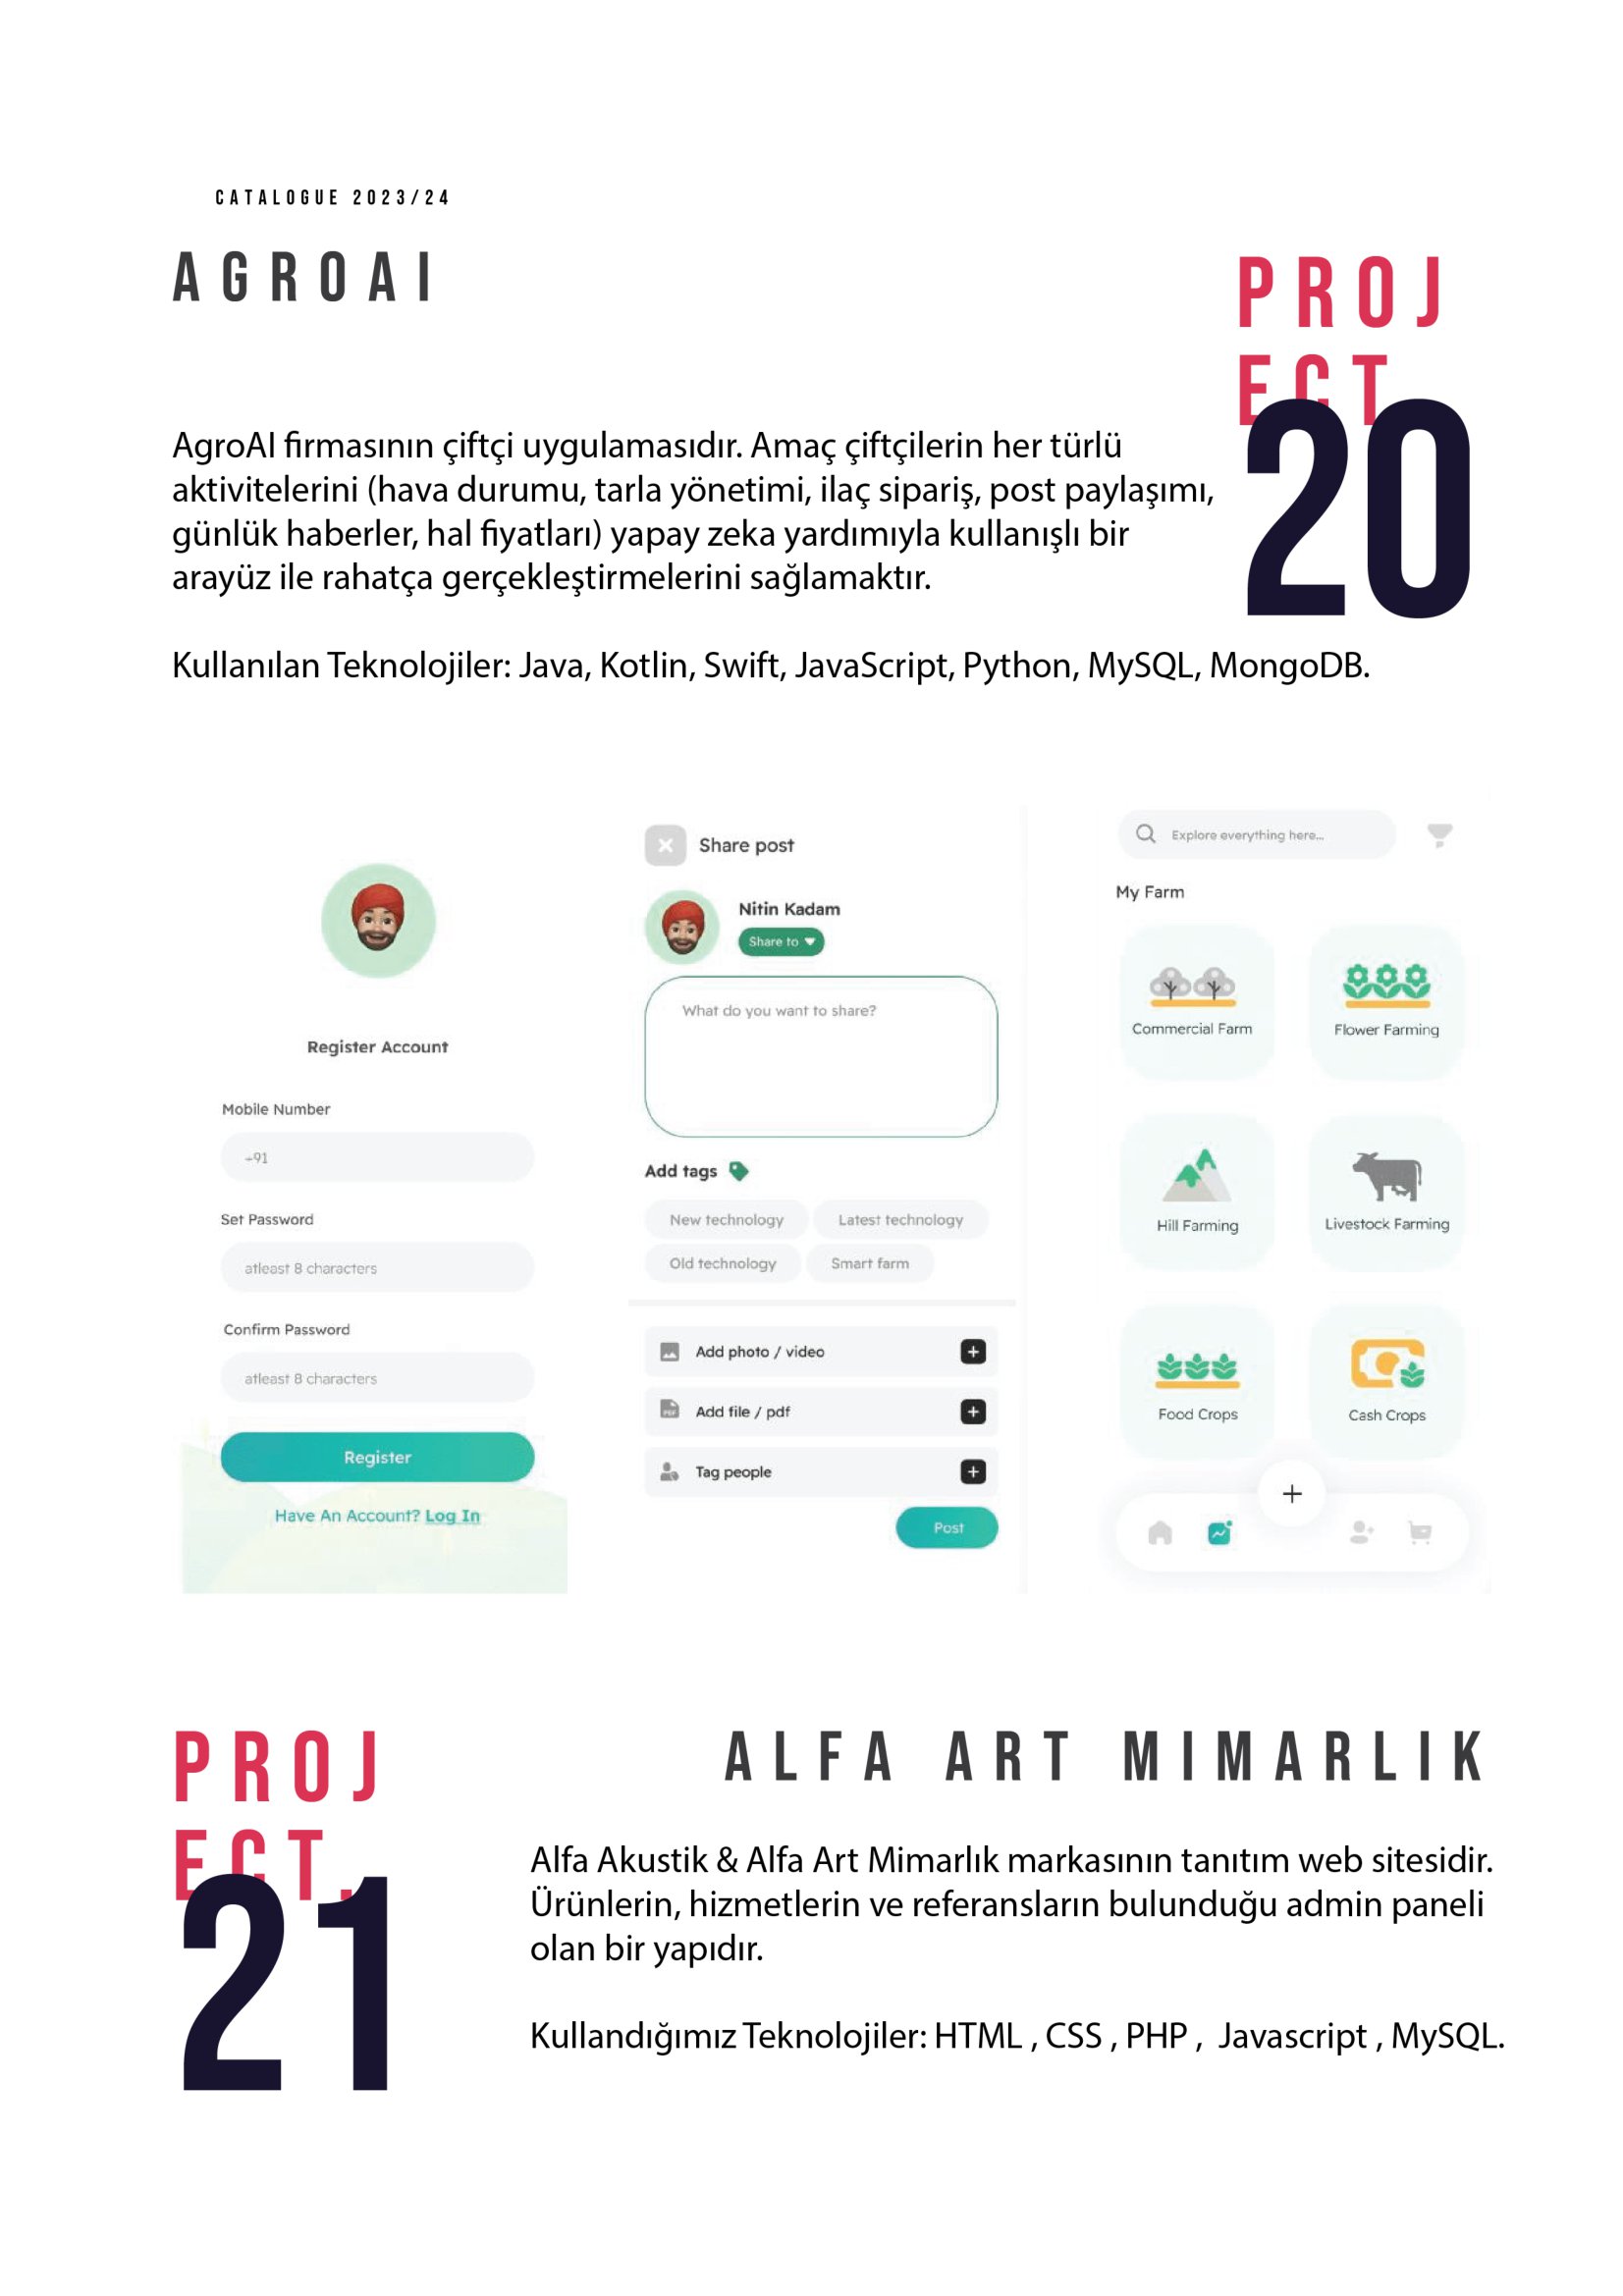 CATALOGUE 2023/24
AGROAI
PROJ
ECT
20
AgroAI firmasının çiftçi uygulamasıdır. Amaç çiftçilerin her türlü
aktivitelerini (hava durumu, tarla yönetimi, ilaç sipariş, post paylaşımı,
günlük haberler, hal fiyatları) yapay zeka yardımıyla kullanışlı bir
arayüz ile rahatça gerçekleştirmelerini sağlamaktır.
Kullanılan Teknolojiler: Java, Kotlin, Swift, JavaScript, Python, MySQL, MongoDB.
Register Account
Mobile Number
+91
Set Password
atleast 8 characters
Confirm Password
atleast 8 characters
Register
Have An Account? Log In
Share post
Nitin Kadam
Share to
What do you want to share?
Add tags
New technology
Latest technology
Old technology
Smart farm
Add photo / video
Add file / pdf
Tag people
Post
Explore everything here...
My Farm
Commercial Farm
Flower Farming
Hill Farming
Livestock Farming
Food Crops
Cash Crops
PROJ
ECT.
21
ALFA ART MIMARLIK
Alfa Akustik & Alfa Art Mimarlık markasının tanıtım web sitesidir.
Ürünlerin, hizmetlerin ve referansların bulunduğu admin paneli
olan bir yapıdır.
Kullandığımız Teknolojiler: HTML , CSS , PHP ,  Javascript , MySQL.